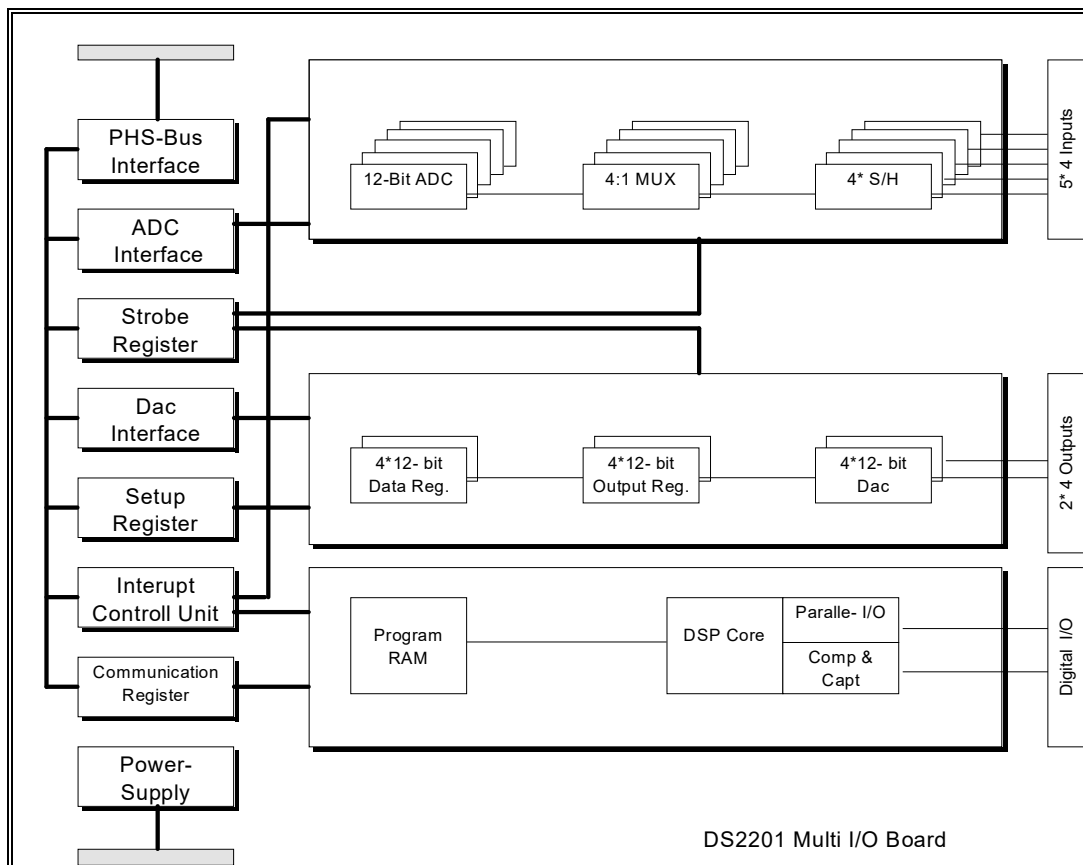 PHS-Bus
Interface
ADC
Interface
Strobe
Register
Dac
Interface
Setup
Register
Interupt
Controll Unit
Communication
Register
Power-
Supply
12-Bit ADC
4:1 MUX
4* S/H
5* 4 Inputs
4*12- bit
Data Reg.
4*12- bit
Output Reg.
4*12- bit
Dac
2* 4 Outputs
Program
RAM
DSP Core
Paralle- I/O
Comp &
Capt
Digital I/O
DS2201 Multi I/O Board